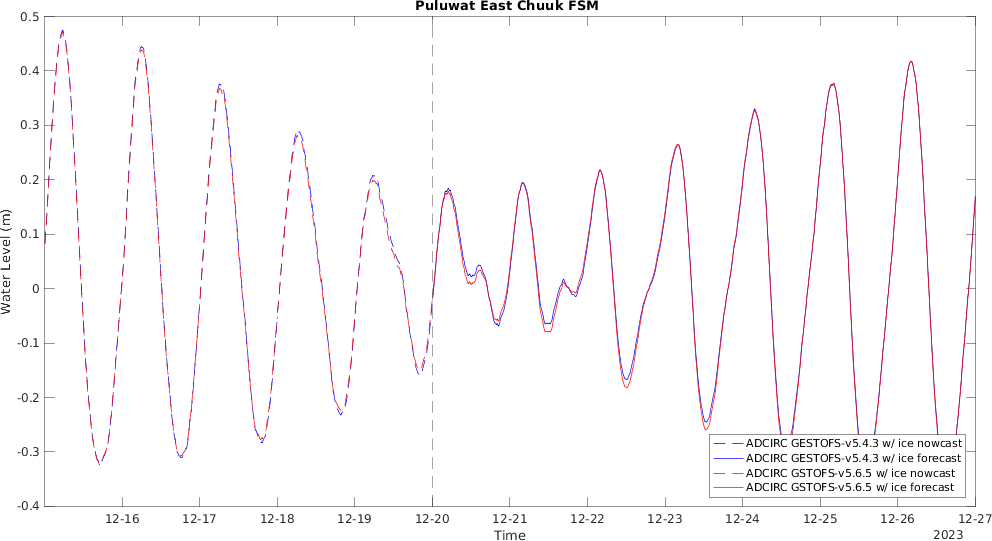 Puluwat East Chuuk FSM
0.5
0.4
0.3
0.2
0.1
0
-0.1
-0.2
-0.3
-0.4
Water Level (m)
ADCIRC GESTOFS-v5.4.3 w/ ice nowcast
ADCIRC GESTOFS-v5.4.3 w/ ice forecast
ADCIRC GSTOFS-v5.6.5 w/ ice nowcast
ADCIRC GSTOFS-v5.6.5 w/ ice forecast
12-16 12-17 12-18 12-19 12-20 12-21 12-22 12-23 12-24 12-25 12-26 12-27
Time
2023